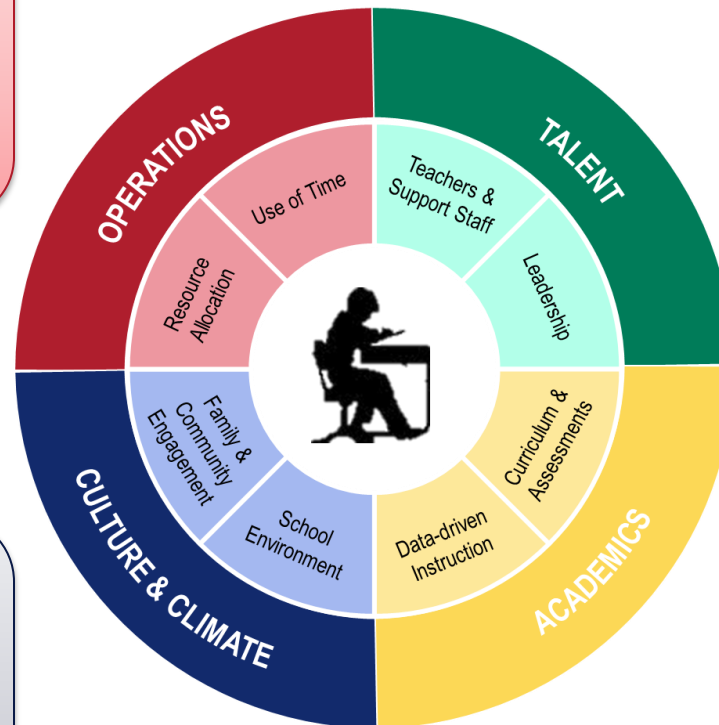 OPERATIONS
TALENT
Use of Time
Teachers &
Support Staff
Resource
Allocation
Leadership
Family &
Community
Engagement
Curriculum &
Assessments
School
Environment
Data-driven
Instruction
CULTURE & CLIMATE
ACADEMICS